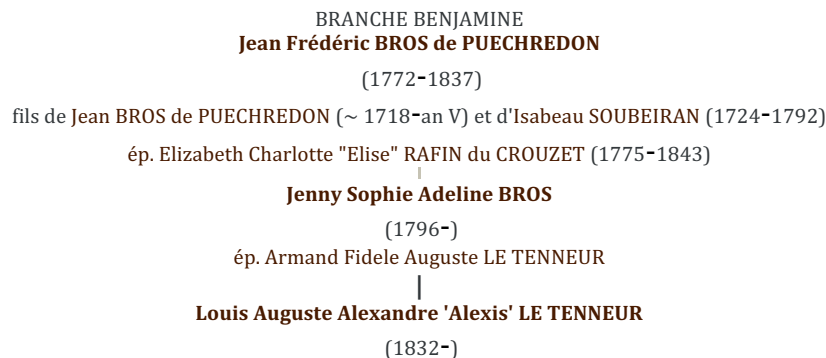 BRANCHE BENJAMINE
Jean Frédéric BROS de PUECHREDON
(1772-1837)
fils de Jean BROS de PUECHREDON (~ 1718-an V) et d'Isabeau SOUBEIRAN (1724-1792)
ép. Elizabeth Charlotte "Elise" RAFIN du CROUZET (1775-1843)
Jenny Sophie Adeline BROS
(1796-)
ép. Armand Fidele Auguste LE TENNEUR
Louis Auguste Alexandre 'Alexis' LE TENNEUR
(1832-)